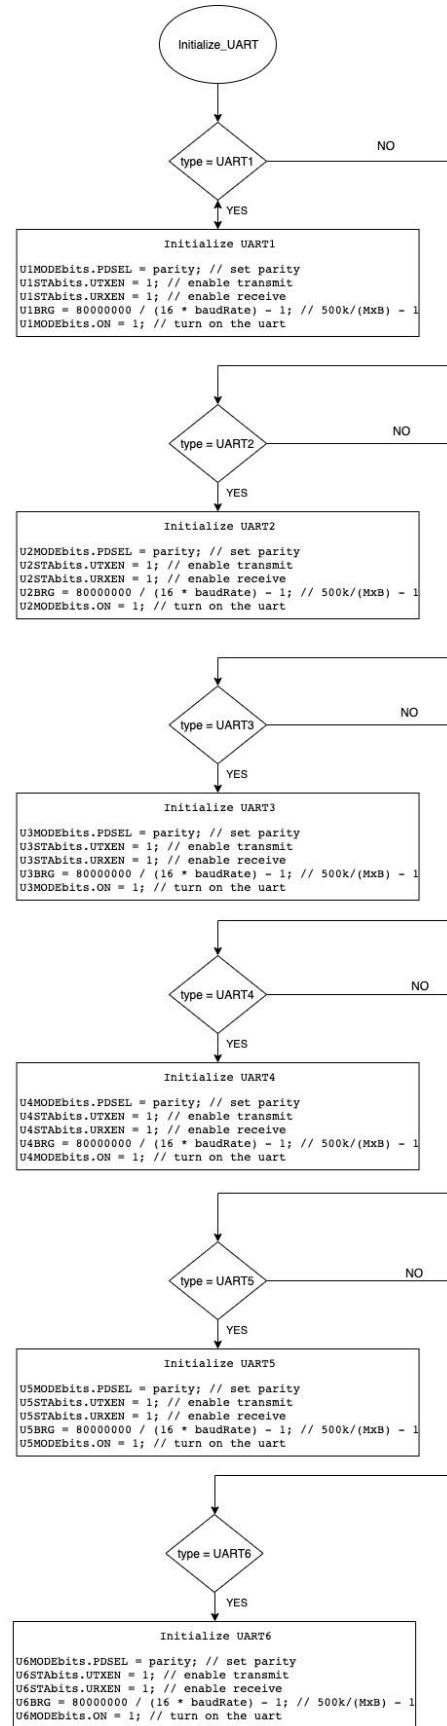 Initialize_UART
type = UART1
NO
YES
Initialize UART1
U1MODEbits.PDSEL = parity; // set parity
U1STAbits.UTXEN = 1; // enable transmit
U1STAbits.URXEN = 1; // enable receive
U1BRG = 80000000 / (16 * baudRate) - 1; // 500k/(MxB) - 1
U1MODEbits.ON = 1; // turn on the uart
type = UART2
NO
YES
Initialize UART2
U2MODEbits.PDSEL = parity; // set parity
U2STAbits.UTXEN = 1; // enable transmit
U2STAbits.URXEN = 1; // enable receive
U2BRG = 80000000 / (16 * baudRate) - 1; // 500k/(MxB) - 1
U2MODEbits.ON = 1; // turn on the uart
type = UART3
NO
YES
Initialize UART3
U3MODEbits.PDSEL = parity; // set parity
U3STAbits.UTXEN = 1; // enable transmit
U3STAbits.URXEN = 1; // enable receive
U3BRG = 80000000 / (16 * baudRate) - 1; // 500k/(MxB) - 1
U3MODEbits.ON = 1; // turn on the uart
type = UART4
NO
YES
Initialize UART4
U4MODEbits.PDSEL = parity; // set parity
U4STAbits.UTXEN = 1; // enable transmit
U4STAbits.URXEN = 1; // enable receive
U4BRG = 80000000 / (16 * baudRate) - 1; // 500k/(MxB) - 1
U4MODEbits.ON = 1; // turn on the uart
type = UART5
NO
YES
Initialize UART5
U5MODEbits.PDSEL = parity; // set parity
U5STAbits.UTXEN = 1; // enable transmit
U5STAbits.URXEN = 1; // enable receive
U5BRG = 80000000 / (16 * baudRate) - 1; // 500k/(MxB) - 1
U5MODEbits.ON = 1; // turn on the uart
type = UART6
YES
Initialize UART6
U6MODEbits.PDSEL = parity; // set parity
U6STAbits.UTXEN = 1; // enable transmit
U6STAbits.URXEN = 1; // enable receive
U6BRG = 80000000 / (16 * baudRate) - 1; // 500k/(MxB) - 1
U6MODEbits.ON = 1; // turn on the uart